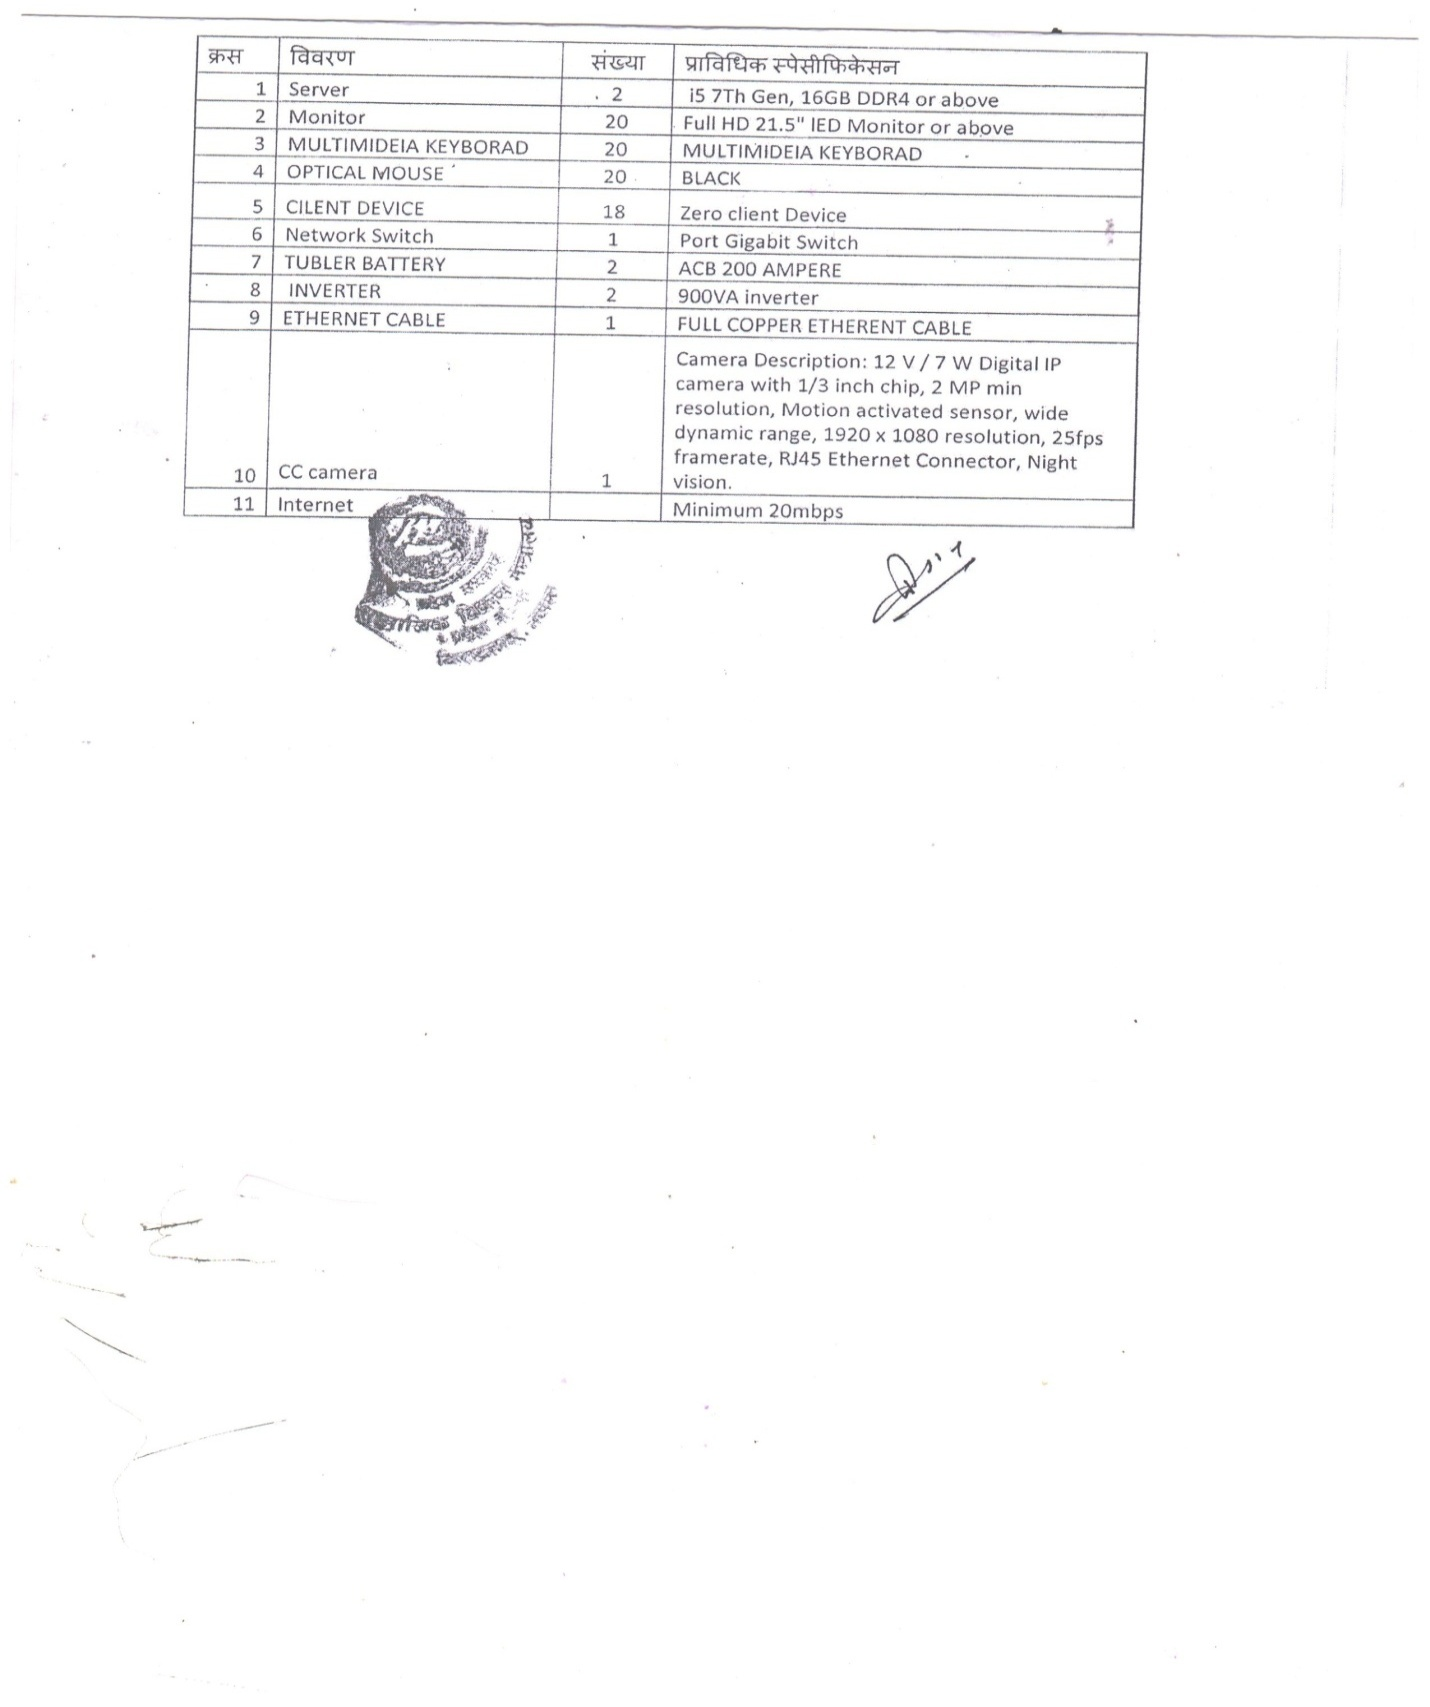 क्रस विवरण संख्या प्राविधिक स्पेसीफिकेसन
1 Server 2 i5 7Th Gen, 16GB DDR4 or above
2 Monitor 20 Full HD 21.5" IED Monitor or above
3 MULTIMIDEIA KEYBORAD 20 MULTIMIDEIA KEYBORAD
4 OPTICAL MOUSE 20 BLACK
5 CILENT DEVICE 18 Zero client Device
6 Network Switch 1 Port Gigabit Switch
7 TUBLER BATTERY 2 ACB 200 AMPERE
8 INVERTER 2 900VA inverter
9 ETHERNET CABLE 1 FULL COPPER ETHERENT CABLE
Camera Description: 12 V / 7 W Digital IP
camera with 1/3 inch chip, 2 MP min
resolution, Motion activated sensor, wide
dynamic range, 1920 x 1080 resolution, 25fps
framerate, RJ45 Ethernet Connector, Night
10 CC camera 1 vision.
11 Internet Minimum 20mbps